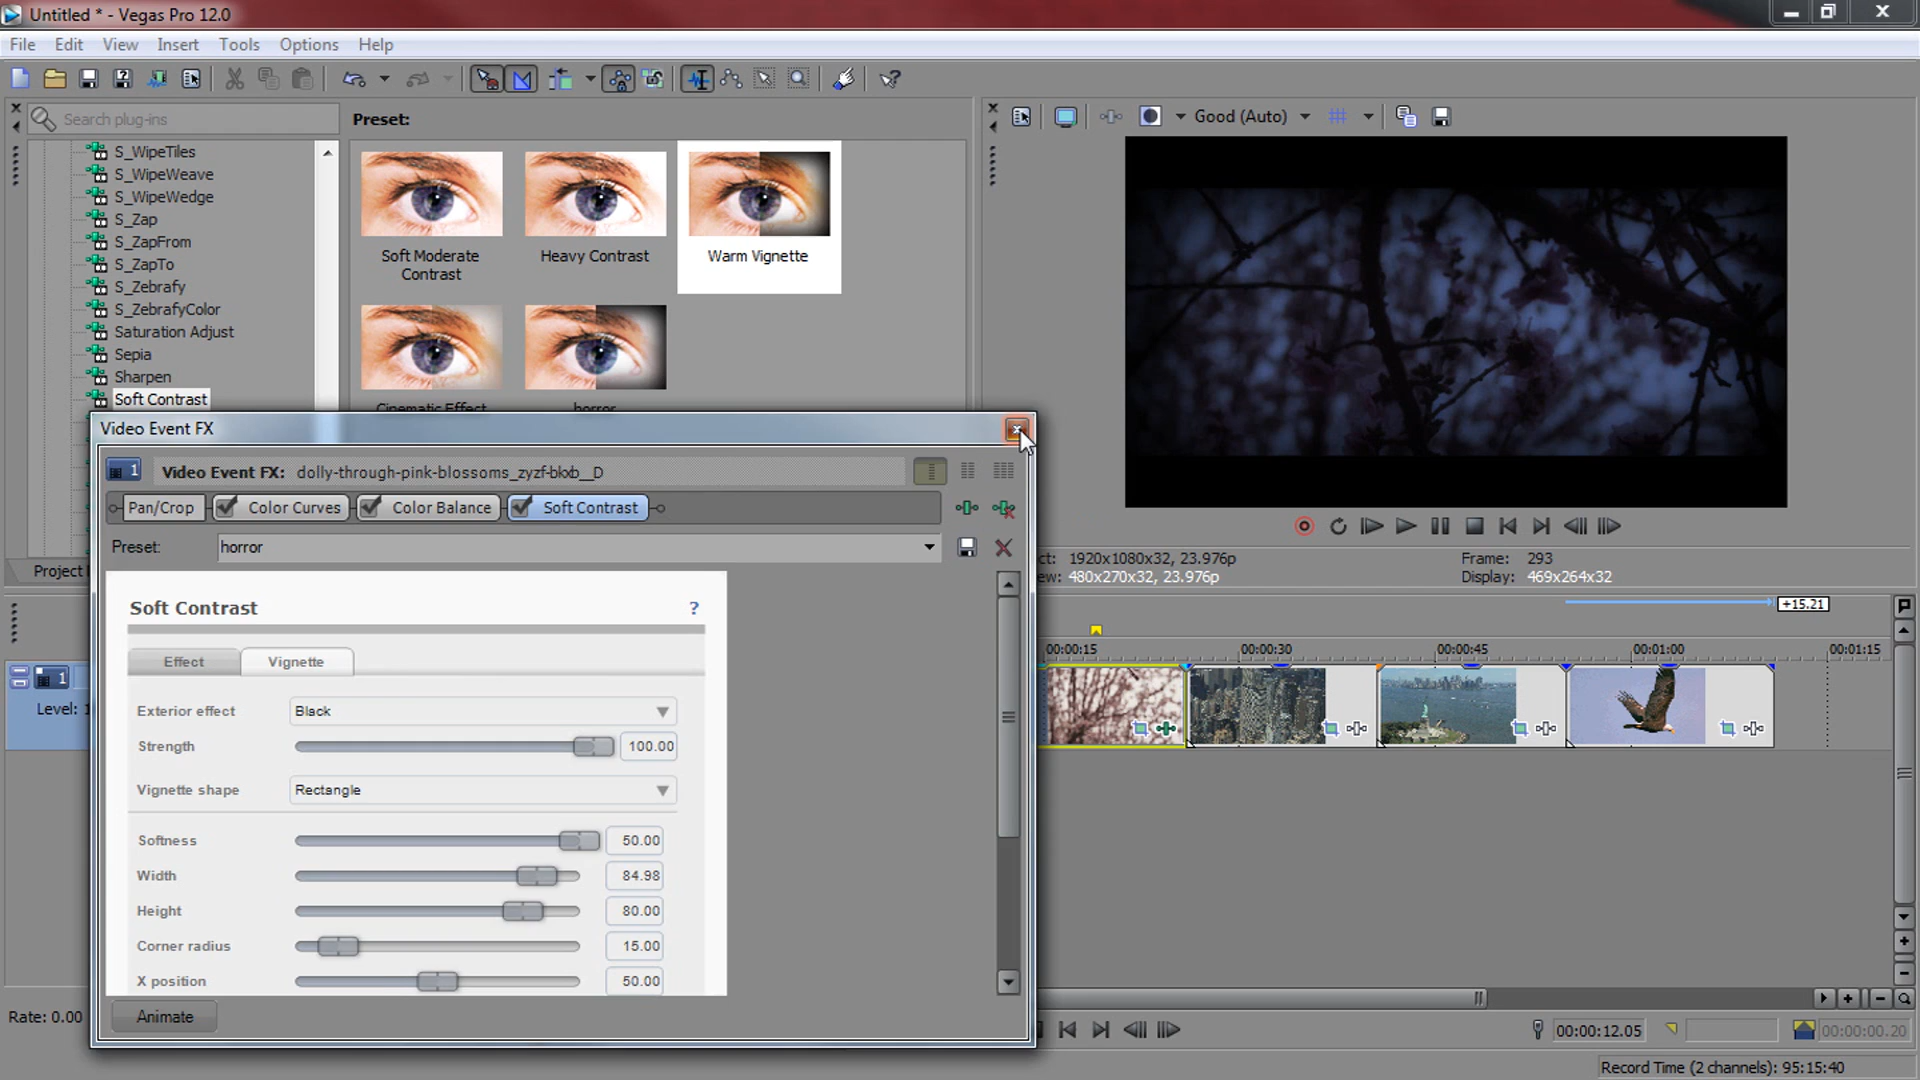 Untitled * - Vegas Pro 12.0
File Edit View Insert Tools Options Help
Search plug-ins
Preset:
Good (Auto)
S_WipeTiles
S_WipeWeave
S_WipeWedge
S_Zap
S_ZapFrom
S_ZapTo
S_Zebrafy
S_ZebrafyColor
Saturation Adjust
Sepia
Sharpen
Soft Contrast
Soft Moderate
Contrast
Heavy Contrast
Warm Vignette
Cinematic Effect
horror
Project
Video Event FX
1
Video Event FX: dolly-through-pink-blossoms_zyzf-bkxb__D
Pan/Crop
Color Curves
Color Balance
Soft Contrast
Preset:
horror
Soft Contrast
?
Effect
Vignette
Exterior effect
Black
Strength
100.00
Vignette shape
Rectangle
Softness
50.00
Width
84.98
Height
80.00
Corner radius
15.00
X position
50.00
Animate
ct: 1920x1080x32, 23.976p
ew: 480x270x32, 23.976p
Frame: 293
Display: 469x264x32
+15.21
00:00:15
00:00:30
00:00:45
00:01:00
00:01:15
1
Level:
Rate: 0.00
00:00:12.05
00:00:00.20
Record Time (2 channels): 95:15:40